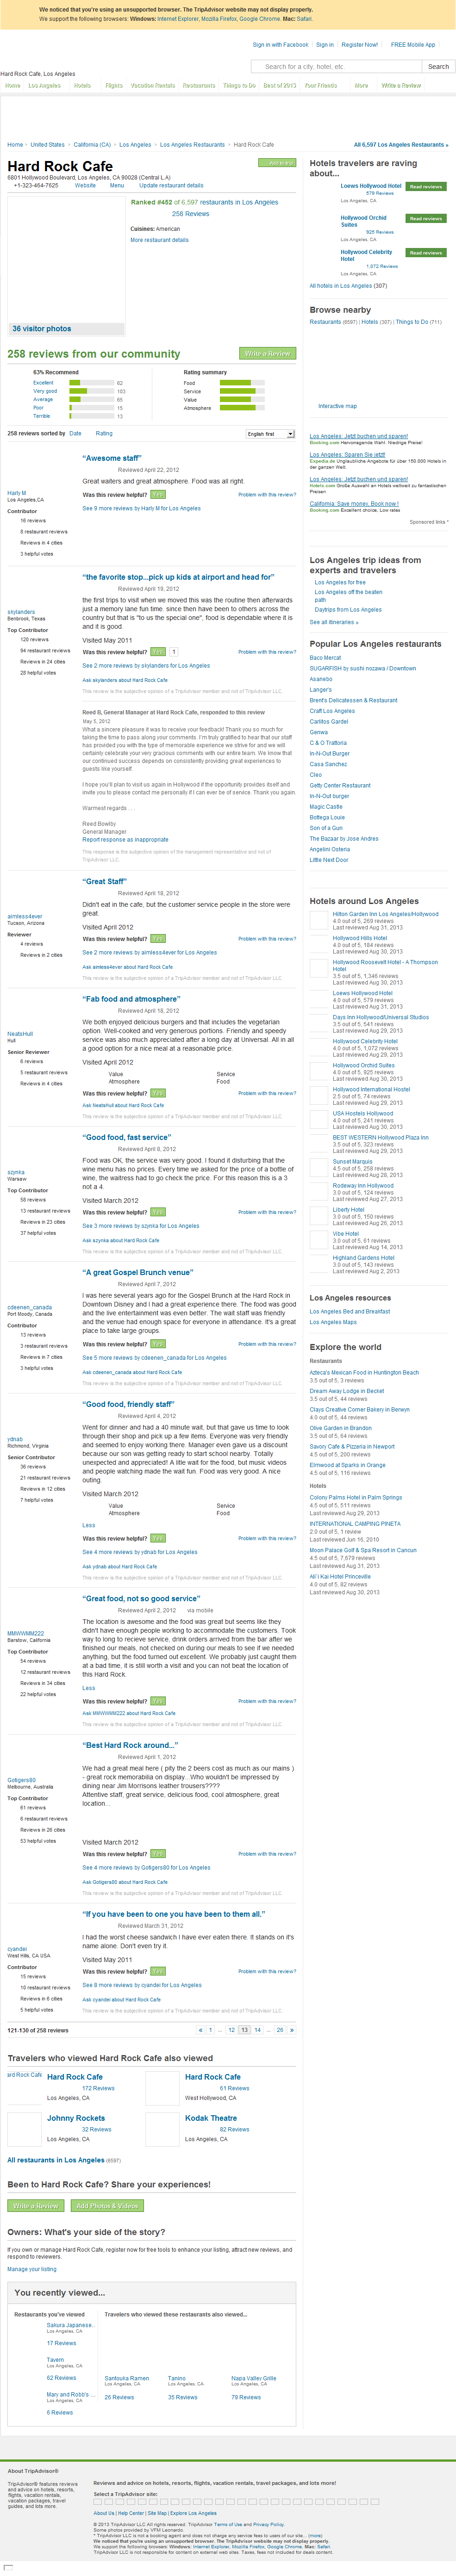 We noticed that you're using an unsupported browser. The TripAdvisor website may not display properly.
We support the following browsers: Windows: Internet Explorer, Mozilla Firefox, Google Chrome. Mac: Safari.
Sign in with Facebook Sign in Register Now! FREE Mobile App
Search for a city, hotel, etc. Search
Hard Rock Cafe, Los Angeles
Home Los Angeles Hotels Flights Vacation Rentals Restaurants Things to Do Best of 2013 Your Friends More Write a Review
Home › United States › California (CA) › Los Angeles › Los Angeles Restaurants › Hard Rock Cafe
All 6,597 Los Angeles Restaurants »
Hard Rock Cafe
6801 Hollywood Boulevard, Los Angeles, CA 90028 (Central L.A)
+1-323-464-7625 Website Menu Update restaurant details
Ranked #452 of 6,597 restaurants in Los Angeles
258 Reviews
Cuisines: American
More restaurant details
36 visitor photos
258 reviews from our community
Write a Review
63% Recommend
Excellent 62
Very good 103
Average 65
Poor 15
Terrible 13
Rating summary
Food
Service
Value
Atmosphere
258 reviews sorted by Date Rating English first
Harly M
Los Angeles,CA
Contributor
16 reviews
8 restaurant reviews
Reviews in 4 cities
3 helpful votes
“Awesome staff”
Reviewed April 22, 2012
Great waiters and great atmosphere. Food was all right.
Was this review helpful? Yes Problem with this review?
See 9 more reviews by Harly M for Los Angeles
skylanders
Benbrook, Texas
Top Contributor
120 reviews
94 restaurant reviews
Reviews in 24 cities
28 helpful votes
“the favorite stop...pick up kids at airport and head for”
Reviewed April 19, 2012
the first trips to visit when we moved this was the routine then afterwards
just a memory lane fun time. since then have been to others across the
country but that is "us going to our special one". food is dependable where it is
and it is good.
Visited May 2011
Was this review helpful? Yes 1 Problem with this review?
See 2 more reviews by skylanders for Los Angeles
Ask skylanders about Hard Rock Cafe
This review is the subjective opinion of a TripAdvisor member and not of TripAdvisor LLC.
Reed B, General Manager at Hard Rock Cafe, responded to this review
May 5, 2012
What a sincere pleasure it was to receive your feedback! Thank you so much for
taking the time to pass along your comments. I'm truly gratified to hear that our staff
has provided you with the type of memorable experience we strive for and we will
certainly celebrate your very gracious comments with our entire team. We know that
our continued success depends on consistently providing great experiences to
guests like yourself.
I hope you'll plan to visit us again in Hollywood if the opportunity provides itself and
invite you to please contact me personally if I can ever be of service. Thank you again.
Warmest regards . . .
Reed Bowlby
General Manager
Report response as inappropriate
This response is the subjective opinion of the management representative and not of
TripAdvisor LLC.
aimless4ever
Tucson, Arizona
Reviewer
4 reviews
Reviews in 2 cities
“Great Staff”
Reviewed April 18, 2012
Didn't eat in the cafe, but the customer service people in the store were
great.
Visited April 2012
Was this review helpful? Yes Problem with this review?
See 2 more reviews by aimless4ever for Los Angeles
Ask aimless4ever about Hard Rock Cafe
This review is the subjective opinion of a TripAdvisor member and not of TripAdvisor LLC.
NeatsHull
Hull
Senior Reviewer
6 reviews
5 restaurant reviews
Reviews in 4 cities
“Fab food and atmosphere”
Reviewed April 18, 2012
We both enjoyed delicious burgers and that includes the vegetarian
option. Well-cooked and very generous portions. Friendly and speedy
service was also much appreciated after a long day at Universal. All in all
a good option for a nice meal at a reasonable price.
Visited April 2012
Value Service
Atmosphere Food
Was this review helpful? Yes Problem with this review?
Ask NeatsHull about Hard Rock Cafe
This review is the subjective opinion of a TripAdvisor member and not of TripAdvisor LLC.
szynka
Warsaw
Top Contributor
58 reviews
13 restaurant reviews
Reviews in 23 cities
37 helpful votes
“Good food, fast service”
Reviewed April 8, 2012
Food was OK, the service was very good. I found it disturbing that the
wine menu has no prices. Every time we asked for the price of a bottle of
wine, the waitress had to go check the price. For this reason this is a 3
not a 4.
Visited March 2012
Was this review helpful? Yes Problem with this review?
See 3 more reviews by szynka for Los Angeles
Ask szynka about Hard Rock Cafe
This review is the subjective opinion of a TripAdvisor member and not of TripAdvisor LLC.
cdeenen_canada
Port Moody, Canada
Contributor
13 reviews
3 restaurant reviews
Reviews in 7 cities
3 helpful votes
“A great Gospel Brunch venue”
Reviewed April 7, 2012
I was here several years ago for the Gospel Brunch at the Hard Rock in
Downtown Disney and I had a great experience there. The food was good
and the live entertainment was even better. The wait staff was friendly
and the venue had enough space for everyone in attendance. It's a great
place to take large groups.
Was this review helpful? Yes Problem with this review?
See 5 more reviews by cdeenen_canada for Los Angeles
Ask cdeenen_canada about Hard Rock Cafe
This review is the subjective opinion of a TripAdvisor member and not of TripAdvisor LLC.
ydnab
Richmond, Virginia
Senior Contributor
36 reviews
21 restaurant reviews
Reviews in 12 cities
7 helpful votes
“Good food, friendly staff”
Reviewed April 4, 2012
Went for dinner and had a 40 minute wait, but that gave us time to look
through their shop and pick up a few items. Everyone was very friendly
and seemed to enjoy working there. Manager even gave us a discount
because our son was getting ready to start screaming today. Totally
unexpected and appreciated! A little wait for the food, but music videos
and people watching made the wait fun. Food was very good. A nice
outing.
Value Service
Atmosphere Food
Less
Was this review helpful? Yes Problem with this review?
See 4 more reviews by ydnab for Los Angeles
Ask ydnab about Hard Rock Cafe
This review is the subjective opinion of a TripAdvisor member and not of TripAdvisor LLC.
MMWWMM222
Barstow, California
Top Contributor
54 reviews
12 restaurant reviews
Reviews in 34 cities
22 helpful votes
“Great food, not so good service”
Reviewed April 2, 2012 via mobile
The location is awesome and the food was great but seems like they
didn't have enough people working to accommodate the customers. Took
way to long to recieve service, drink orders arrived from the bar after we
finished our meals, not checked on during our meals to see if we needed
anything, but the food turned out excellent. We probably just caught them
at a bad time, it is still worth a visit and you can not beat the location of
this Hard Rock.
Less
Was this review helpful? Yes Problem with this review?
Ask MMWWMM222 about Hard Rock Cafe
This review is the subjective opinion of a TripAdvisor member and not of TripAdvisor LLC.
Gotigers80
Melbourne, Australia
Top Contributor
61 reviews
6 restaurant reviews
Reviews in 26 cities
53 helpful votes
“Best Hard Rock around...”
Reviewed April 1, 2012
We had a great meal here ( pity the 2 beers cost as much as our mains )
- great rock memorabilia on display...Who wouldn't be impressed by
dining near Jim Morrisons leather trousers????
Attentive staff, great service, delicious food, cool atmosphere, great
location...
Visited March 2012
Was this review helpful? Yes Problem with this review?
See 4 more reviews by Gotigers80 for Los Angeles
Ask Gotigers80 about Hard Rock Cafe
This review is the subjective opinion of a TripAdvisor member and not of TripAdvisor LLC.
cyandei
West Hills, CA USA
Contributor
15 reviews
10 restaurant reviews
Reviews in 6 cities
5 helpful votes
“If you have been to one you have been to them all.”
Reviewed March 31, 2012
I had the worst cheese sandwich I have ever eaten there. It stands on it's
name alone. Don't even try it.
Visited May 2011
Was this review helpful? Yes Problem with this review?
See 8 more reviews by cyandei for Los Angeles
Ask cyandei about Hard Rock Cafe
This review is the subjective opinion of a TripAdvisor member and not of TripAdvisor LLC.
121-130 of 258 reviews « 1 ... 12 13 14 ... 26 »
Travelers who viewed Hard Rock Cafe also viewed
Hard Rock Cafe
172 Reviews
Los Angeles, CA
Hard Rock Cafe
61 Reviews
West Hollywood, CA
Johnny Rockets
32 Reviews
Los Angeles, CA
Kodak Theatre
82 Reviews
Los Angeles, CA
All restaurants in Los Angeles (6597)
Been to Hard Rock Cafe? Share your experiences!
Write a Review Add Photos & Videos
Owners: What's your side of the story?
If you own or manage Hard Rock Cafe, register now for free tools to enhance your listing, attract new reviews, and
respond to reviewers.
Manage your listing
You recently viewed...
Restaurants you've viewed
Sakura Japanese...
Los Angeles, CA
17 Reviews
Tavern
Los Angeles, CA
62 Reviews
Mary and Robb's ...
Los Angeles, CA
6 Reviews
Travelers who viewed these restaurants also viewed...
Santouka Ramen
Los Angeles, CA
26 Reviews
Tanino
Los Angeles, CA
35 Reviews
Napa Valley Grille
Los Angeles, CA
79 Reviews
Hotels travelers are raving
about...
Loews Hollywood Hotel Read reviews
579 Reviews
Los Angeles, CA
Hollywood Orchid
Suites Read reviews
925 Reviews
Los Angeles, CA
Hollywood Celebrity
Hotel Read reviews
1,072 Reviews
Los Angeles, CA
All hotels in Los Angeles (307)
Browse nearby
Restaurants (6597) | Hotels (307) | Things to Do (711)
Interactive map
Los Angeles: Jetzt buchen und sparen!
Booking.com Hervorragende Wahl. Niedrige Preise!
Los Angeles: Sparen Sie jetzt!
Expedia.de Unglaubliche Angebote für über 150.000 Hotels in
der ganzen Welt.
Los Angeles: Jetzt buchen und sparen!
Hotels.com Große Auswahl an Hotels weltweit zu fantastischen
Preisen
California: Save money. Book now !
Booking.com Excellent choice. Low rates
Sponsored links *
Los Angeles trip ideas from
experts and travelers
Los Angeles for free
Los Angeles off the beaten
path
Daytrips from Los Angeles
See all itineraries »
Popular Los Angeles restaurants
Baco Mercat
SUGARFISH by sushi nozawa / Downtown
Asanebo
Langer's
Brent's Delicatessen & Restaurant
Craft Los Angeles
Carlitos Gardel
Genwa
C & O Trattoria
In-N-Out Burger
Casa Sanchez
Cleo
Getty Center Restaurant
In-N-Out burger
Magic Castle
Bottega Louie
Son of a Gun
The Bazaar by Jose Andres
Angelini Osteria
Little Next Door
Hotels around Los Angeles
Hilton Garden Inn Los Angeles/Hollywood
4.0 out of 5, 269 reviews
Last reviewed Aug 31, 2013
Hollywood Hills Hotel
4.0 out of 5, 184 reviews
Last reviewed Aug 30, 2013
Hollywood Roosevelt Hotel - A Thompson
Hotel
3.5 out of 5, 1,346 reviews
Last reviewed Aug 30, 2013
Loews Hollywood Hotel
4.0 out of 5, 579 reviews
Last reviewed Aug 31, 2013
Days Inn Hollywood/Universal Studios
3.5 out of 5, 541 reviews
Last reviewed Aug 29, 2013
Hollywood Celebrity Hotel
4.0 out of 5, 1,072 reviews
Last reviewed Aug 29, 2013
Hollywood Orchid Suites
4.0 out of 5, 925 reviews
Last reviewed Aug 30, 2013
Hollywood International Hostel
2.5 out of 5, 74 reviews
Last reviewed Aug 29, 2013
USA Hostels Hollywood
4.0 out of 5, 241 reviews
Last reviewed Aug 30, 2013
BEST WESTERN Hollywood Plaza Inn
3.5 out of 5, 323 reviews
Last reviewed Aug 29, 2013
Sunset Marquis
4.5 out of 5, 258 reviews
Last reviewed Aug 28, 2013
Rodeway Inn Hollywood
3.0 out of 5, 124 reviews
Last reviewed Aug 27, 2013
Liberty Hotel
3.0 out of 5, 150 reviews
Last reviewed Aug 26, 2013
Vibe Hotel
3.0 out of 5, 61 reviews
Last reviewed Aug 14, 2013
Highland Gardens Hotel
3.0 out of 5, 143 reviews
Last reviewed Aug 2, 2013
Los Angeles resources
Los Angeles Bed and Breakfast
Los Angeles Maps
Explore the world
Restaurants
Azteca's Mexican Food in Huntington Beach
3.5 out of 5, 3 reviews
Dream Away Lodge in Becket
3.5 out of 5, 44 reviews
Clays Creative Corner Bakery in Berwyn
4.0 out of 5, 44 reviews
Olive Garden in Brandon
3.5 out of 5, 54 reviews
Savory Cafe & Pizzeria in Newport
4.5 out of 5, 200 reviews
Elmwood at Sparks in Orange
4.5 out of 5, 116 reviews
Hotels
Colony Palms Hotel in Palm Springs
4.5 out of 5, 511 reviews
Last reviewed Aug 29, 2013
INTERNATIONAL CAMPING PINETA
2.0 out of 5, 1 review
Last reviewed Jun 16, 2010
Moon Palace Golf & Spa Resort in Cancun
4.5 out of 5, 7,679 reviews
Last reviewed Aug 31, 2013
Ali`i Kai Hotel Princeville
4.0 out of 5, 82 reviews
Last reviewed Aug 30, 2013
About TripAdvisor®
TripAdvisor® features reviews
and advice on hotels, resorts,
flights, vacation rentals,
vacation packages, travel
guides, and lots more.
Reviews and advice on hotels, resorts, flights, vacation rentals, travel packages, and lots more!
Select a TripAdvisor site:
About Us | Help Center | Site Map | Explore Los Angeles
© 2013 TripAdvisor LLC All rights reserved. TripAdvisor Terms of Use and Privacy Policy.
Some photos provided by VFM Leonardo.
* TripAdvisor LLC is not a booking agent and does not charge any service fees to users of our site... (more)
We noticed that you're using an unsupported browser. The TripAdvisor website may not display properly.
We support the following browsers: Windows: Internet Explorer, Mozilla Firefox, Google Chrome. Mac: Safari.
TripAdvisor LLC is not responsible for content on external web sites. Taxes, fees not included for deals content.